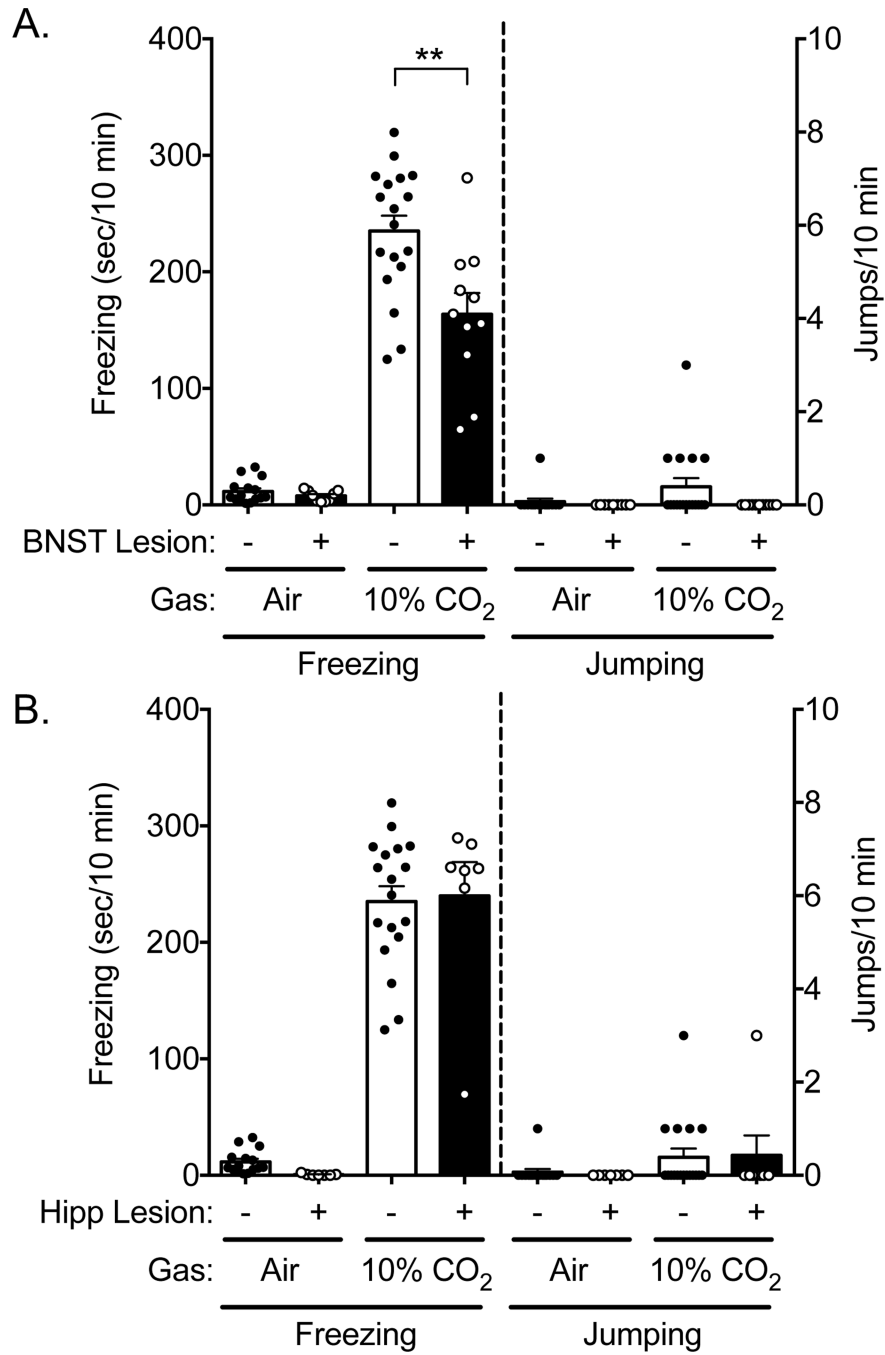 A.
Freezing (sec/10 min)
400
300
200
100
0
**
10
8
6
4
2
0
Jumps/10 min
BNST Lesion: - + - + - + - +
Gas: Air 10% CO2 Air 10% CO2
Freezing Jumping
B.
Freezing (sec/10 min)
400
300
200
100
0
10
8
6
4
2
0
Jumps/10 min
Hipp Lesion: - + - + - + - +
Gas: Air 10% CO2 Air 10% CO2
Freezing Jumping